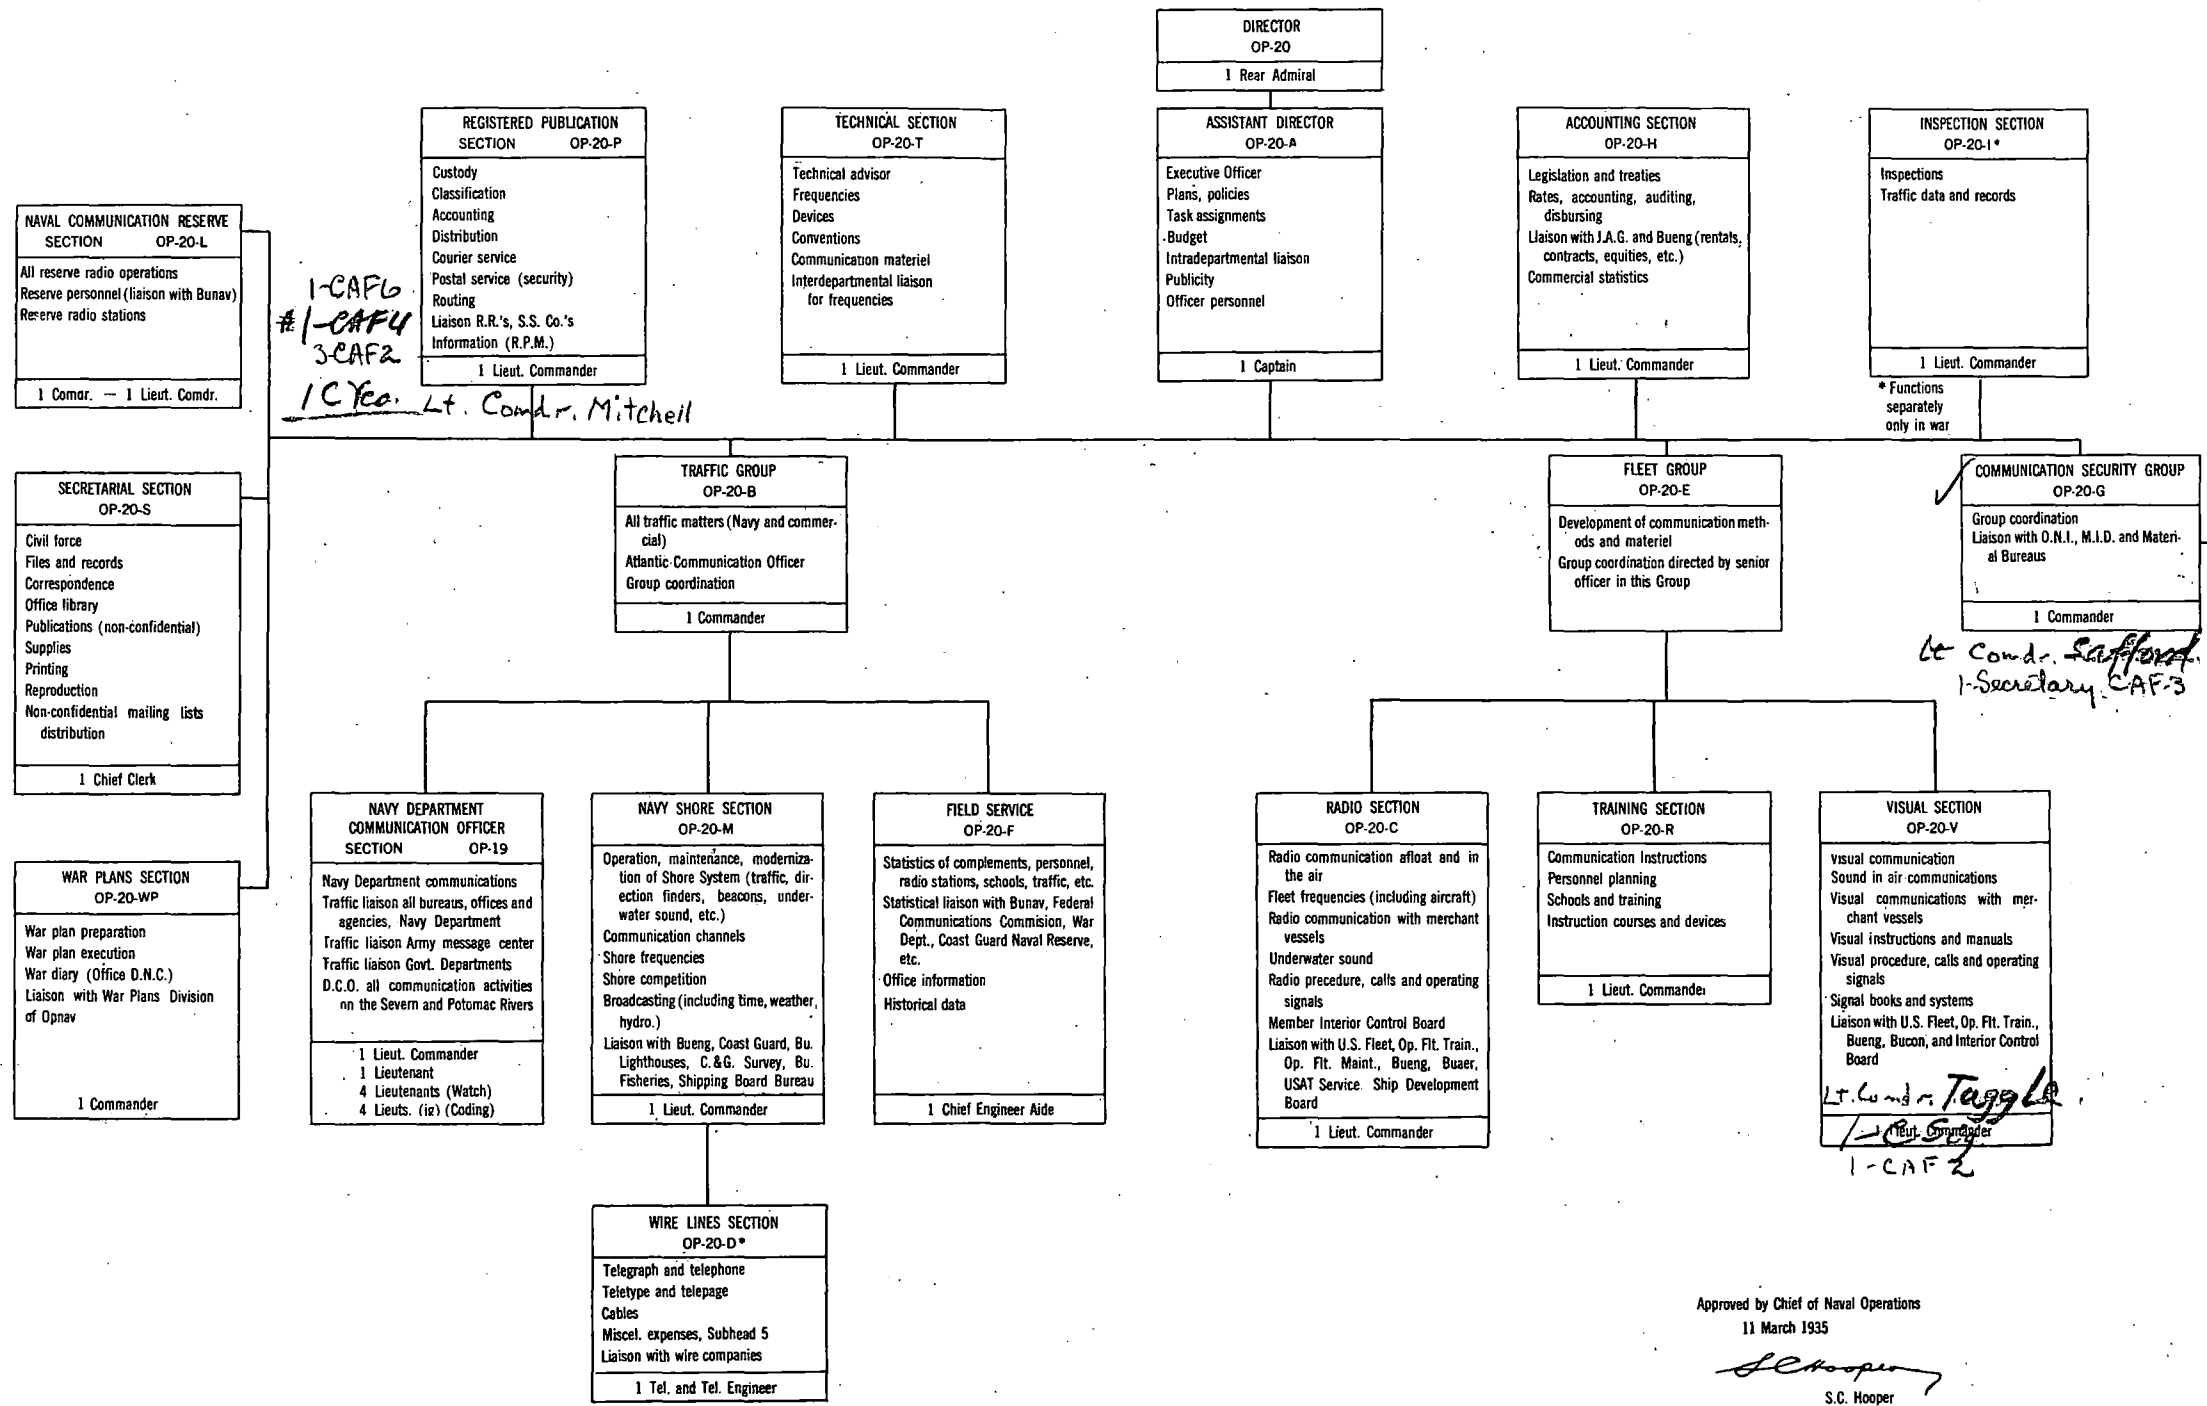 DIRECTOR
OP-20
1 Rear Admiral
REGISTERED PUBLICATION
SECTION OP-20-P
Custody
Classification
Accounting
Distribution
Courier service
Postal service (security)
Routing
Liaison R.R.'s, S.S. Co.'s
Information (R.P.M.)
1 Lieut. Commander
1-CAF6
#1-CAF4
3-CAF2
1 C Yeo. Lt. Comdr. Mitchell
TECHNICAL SECTION
OP-20-T
Technical advisor
Frequencies
Devices
Conventions
Communication materiel
Interdepartmental liaison
for frequencies
1 Lieut. Commander
ASSISTANT DIRECTOR
OP-20-A
Executive Officer
Plans, policies
Task assignments
Budget
Intradepartmental liaison
Publicity
Officer personnel
1 Captain
ACCOUNTING SECTION
OP-20-H
Legislation and treaties
Rates, accounting, auditing,
disbursing
Liaison with J.A.G. and Bueng (rentals,
contracts, equities, etc.)
Commercial statistics
1 Lieut. Commander
INSPECTION SECTION
OP-20-I*
Inspections
Traffic data and records
1 Lieut. Commander
* Functions
separately
only in war
NAVAL COMMUNICATION RESERVE
SECTION OP-20-L
All reserve radio operations
Reserve personnel (liaison with Bunav)
Reserve radio stations
1 Comdr. — 1 Lieut. Comdr.
SECRETARIAL SECTION
OP-20-S
Civil force
Files and records
Correspondence
Office library
Publications (non-confidential)
Supplies
Printing
Reproduction
Non-confidential mailing lists
distribution
1 Chief Clerk
WAR PLANS SECTION
OP-20-WP
War plan preparation
War plan execution
War diary (Office D.N.C.)
Liaison with War Plans Division
of Opnav
1 Commander
TRAFFIC GROUP
OP-20-B
All traffic matters (Navy and commer-
cial)
Atlantic Communication Officer
Group coordination
1 Commander
FLEET GROUP
OP-20-E
Development of communication meth-
ods and materiel
Group coordination directed by senior
officer in this Group
COMMUNICATION SECURITY GROUP
OP-20-G
Group coordination
Liaison with O.N.I., M.I.D. and Materi-
al Bureaus
1 Commander
Lt Comdr. Safford.
1-Secretary CAF-3
NAVY DEPARTMENT
COMMUNICATION OFFICER
SECTION OP-19
Navy Department communications
Traffic liaison all bureaus, offices and
agencies, Navy Department
Traffic liaison Army message center
Traffic liaison Govt. Departments
D.C.O. all communication activities
on the Severn and Potomac Rivers
1 Lieut. Commander
1 Lieutenant
4 Lieutenants (Watch)
4 Lieuts. (jg) (Coding)
NAVY SHORE SECTION
OP-20-M
Operation, maintenance, moderniza-
tion of Shore System (traffic, dir-
ection finders, beacons, under-
water sound, etc.)
Communication channels
Shore frequencies
Shore competition
Broadcasting (including time, weather,
hydro.)
Liaison with Bueng, Coast Guard, Bu.
Lighthouses, C.&G. Survey, Bu.
Fisheries, Shipping Board Bureau
1 Lieut. Commander
FIELD SERVICE
OP-20-F
Statistics of complements, personnel,
radio stations, schools, traffic, etc.
Statistical liaison with Bunav, Federal
Communications Commision, War
Dept., Coast Guard Naval Reserve,
etc.
Office information
Historical data
1 Chief Engineer Aide
RADIO SECTION
OP-20-C
Radio communication afloat and in
the air
Fleet frequencies (including aircraft)
Radio communication with merchant
vessels
Underwater sound
Radio precedure, calls and operating
signals
Member Interior Control Board
Liaison with U.S. Fleet, Op. Flt. Train.,
Op. Flt. Maint., Bueng, Buaer,
USAT Service Ship Development
Board
1 Lieut. Commander
TRAINING SECTION
OP-20-R
Communication Instructions
Personnel planning
Schools and training
Instruction courses and devices
1 Lieut. Commander
VISUAL SECTION
OP-20-V
Visual communication
Sound in air communications
Visual communications with mer-
chant vessels
Visual instructions and manuals
Visual procedure, calls and operating
signals
Signal books and systems
Liaison with U.S. Fleet, Op. Flt. Train.,
Bueng, Bucon, and Interior Control
Board
Lt. Comdr.
1 Lieut. Commander
1-CAF 2
WIRE LINES SECTION
OP-20-D*
Telegraph and telephone
Teletype and telepage
Cables
Miscel. expenses, Subhead 5
Liaison with wire companies
1 Tel. and Tel. Engineer
Approved by Chief of Naval Operations
11 March 1935
S C Hooper
S.C. Hooper